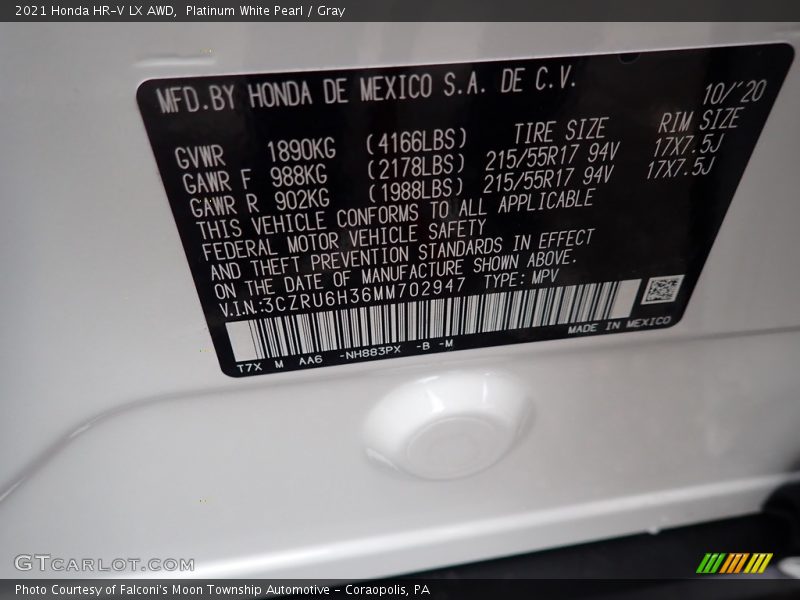 2021 Honda HR-V LX AWD,  Platinum White Pearl / Gray
MFD.BY HONDA DE MEXICO S.A. DE C.V.
10/'20
GVWR 1890KG (4166LBS) TIRE SIZE RIM SIZE
GAWR F 988KG (2178LBS) 215/55R17 94V 17X7.5J
GAWR R 902KG (1988LBS) 215/55R17 94V 17X7.5J
THIS VEHICLE CONFORMS TO ALL APPLICABLE
FEDERAL MOTOR VEHICLE SAFETY
AND THEFT PREVENTION STANDARDS IN EFFECT
ON THE DATE OF MANUFACTURE SHOWN ABOVE.
V.I.N:3CZRU6H36MM702947 TYPE: MPV
MADE IN MEXICO
T7X M AA6 -NH883PX -B -M
GTCARLOT.COM
Photo Courtesy of Falconi's Moon Township Automotive - Coraopolis, PA